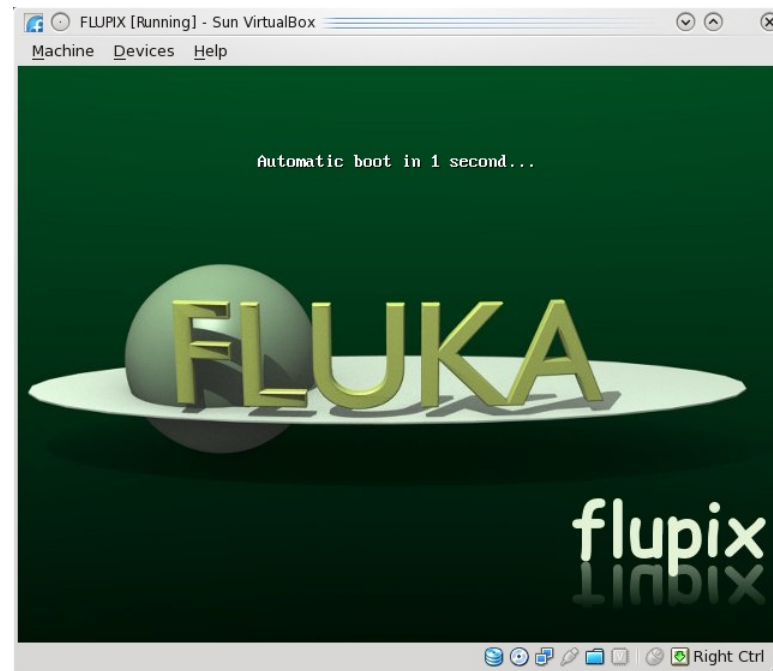 FLUPIX [Running] - Sun VirtualBox
Machine Devices Help
Automatic boot in 1 second...
FLUKA
flupix
Right Ctrl